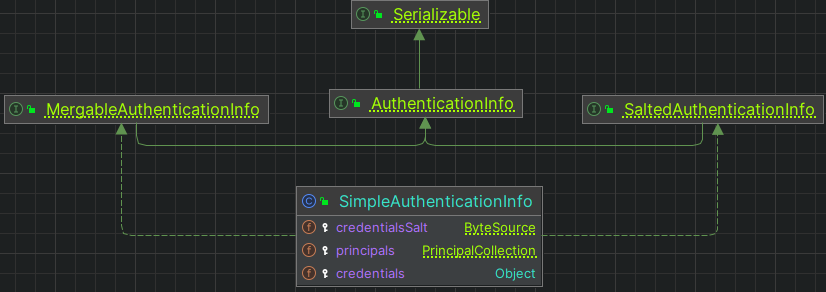 I Serializable
I MergableAuthenticationInfo
I AuthenticationInfo
I SaltedAuthenticationInfo
C SimpleAuthenticationInfo
f credentialsSalt ByteSource
f principals PrincipalCollection
f credentials Object